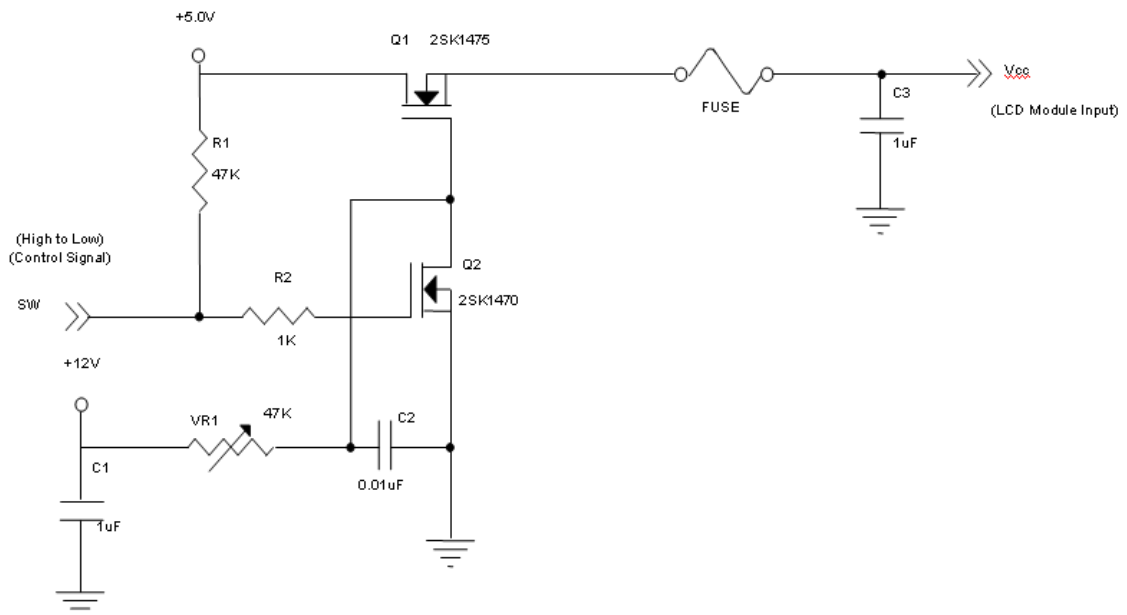 +5.0V
Q1 2SK1475
FUSE
C3
1uF
Vcc
(LCD Module Input)
R1
47K
(High to Low)
(Control Signal)
SW
R2
1K
Q2
2SK1470
+12V
VR1
47K
C2
0.01uF
C1
1uF